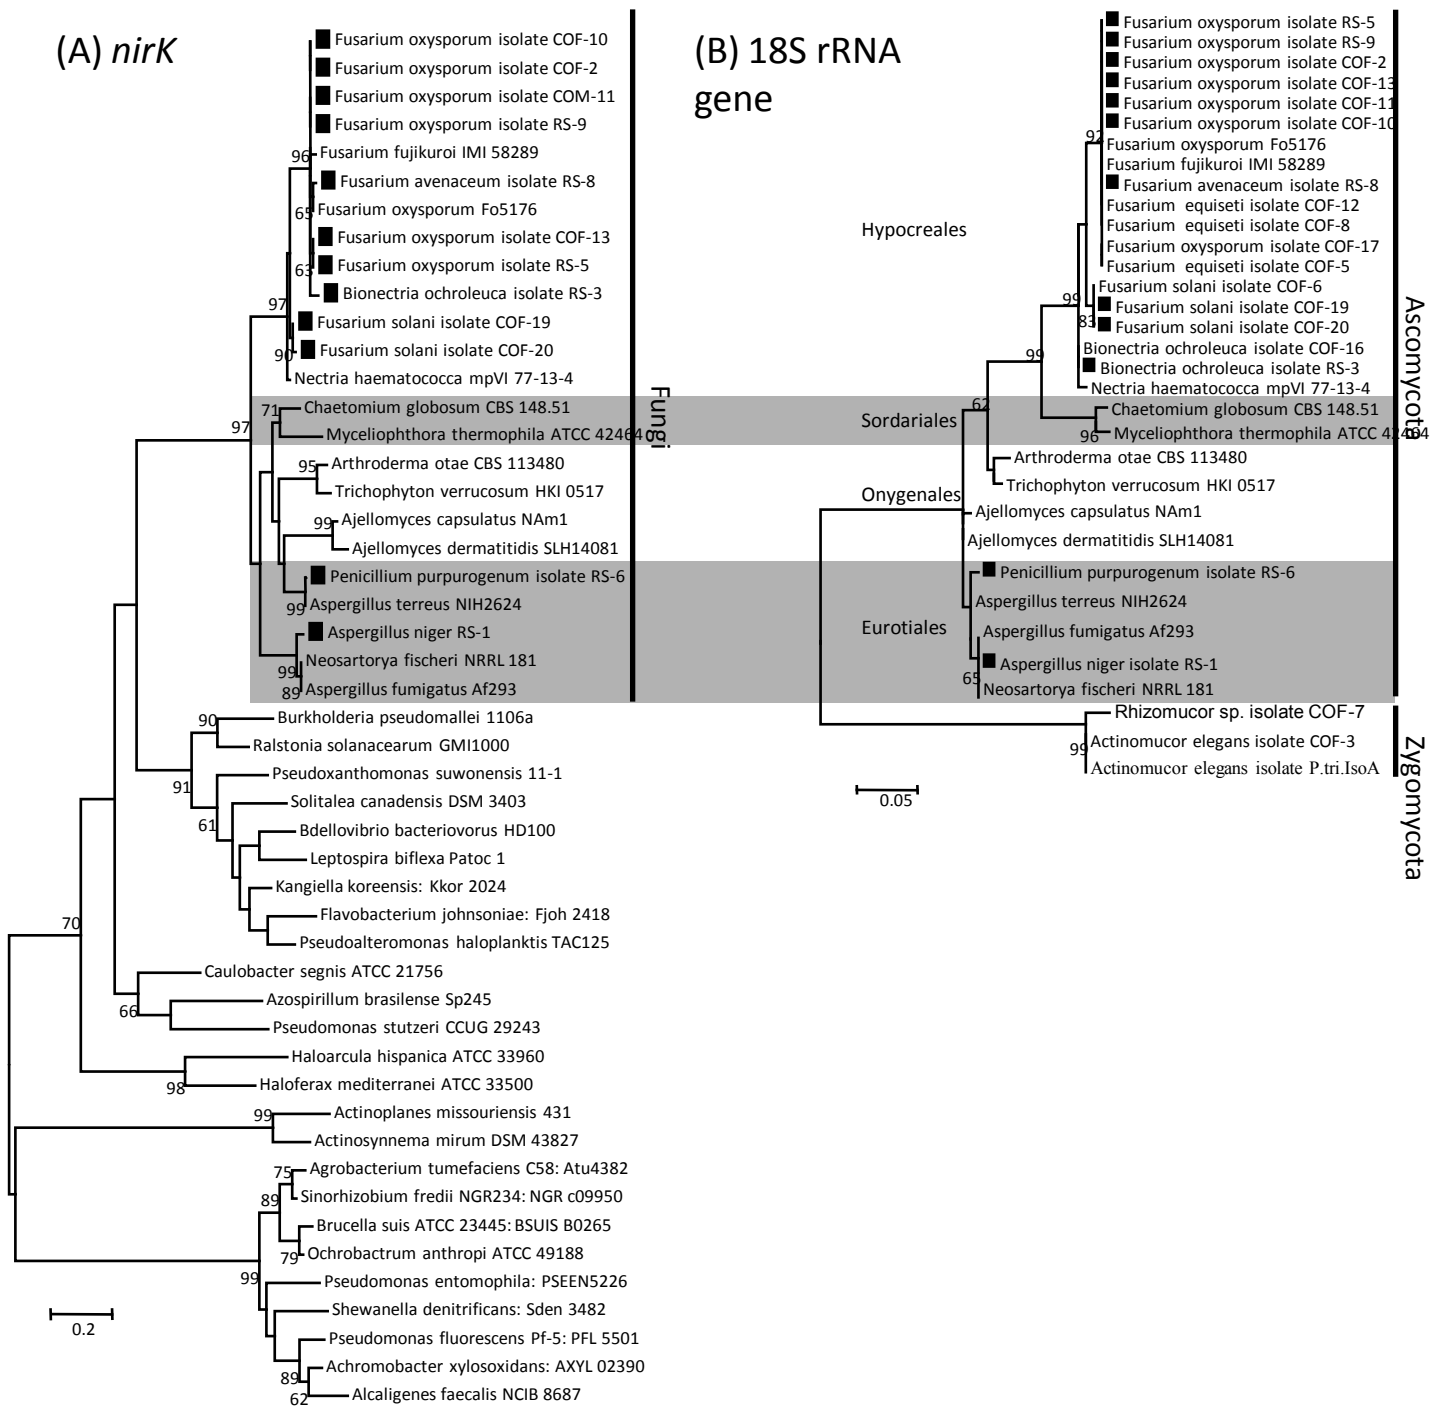 (A) nirK
Fusarium oxysporum isolate COF-10
Fusarium oxysporum isolate COF-2
Fusarium oxysporum isolate COM-11
Fusarium oxysporum isolate RS-9
Fusarium fujikuroi IMI 58289
Fusarium avenaceum isolate RS-8
Fusarium oxysporum Fo5176
Fusarium oxysporum isolate COF-13
Fusarium oxysporum isolate RS-5
Bionectria ochroleuca isolate RS-3
Fusarium solani isolate COF-19
Fusarium solani isolate COF-20
Nectria haematococca mpVI 77-13-4
Chaetomium globosum CBS 148.51
Myceliophthora thermophila ATCC 42464
Arthroderma otae CBS 113480
Trichophyton verrucosum HKI 0517
Ajellomyces capsulatus NAm1
Ajellomyces dermatitidis SLH14081
Penicillium purpurogenum isolate RS-6
Aspergillus terreus NIH2624
Aspergillus niger RS-1
Neosartorya fischeri NRRL 181
Aspergillus fumigatus Af293
Burkholderia pseudomallei 1106a
Ralstonia solanacearum GMI1000
Pseudoxanthomonas suwonensis 11-1
Solitalea canadensis DSM 3403
Bdellovibrio bacteriovorus HD100
Leptospira biflexa Patoc 1
Kangiella koreensis: Kkor 2024
Flavobacterium johnsoniae: Fjoh 2418
Pseudoalteromonas haloplanktis TAC125
Caulobacter segnis ATCC 21756
Azospirillum brasilense Sp245
Pseudomonas stutzeri CCUG 29243
Haloarcula hispanica ATCC 33960
Haloferax mediterranei ATCC 33500
Actinoplanes missouriensis 431
Actinosynnema mirum DSM 43827
Agrobacterium tumefaciens C58: Atu4382
Sinorhizobium fredii NGR234: NGR c09950
Brucella suis ATCC 23445: BSUIS B0265
Ochrobactrum anthropi ATCC 49188
Pseudomonas entomophila: PSEEN5226
Shewanella denitrificans: Sden 3482
Pseudomonas fluorescens Pf-5: PFL 5501
Achromobacter xylosoxidans: AXYL 02390
Alcaligenes faecalis NCIB 8687
96
65
63
97
90
71
97
95
99
99
99
89
90
91
61
70
66
98
99
75
89
79
99
89
62
0.2
Fungi
(B) 18S rRNA
gene
Fusarium oxysporum isolate RS-5
Fusarium oxysporum isolate RS-9
Fusarium oxysporum isolate COF-2
Fusarium oxysporum isolate COF-13
Fusarium oxysporum isolate COF-11
Fusarium oxysporum isolate COF-10
Fusarium oxysporum Fo5176
Fusarium fujikuroi IMI 58289
Fusarium avenaceum isolate RS-8
Fusarium equiseti isolate COF-12
Fusarium equiseti isolate COF-8
Fusarium oxysporum isolate COF-17
Fusarium equiseti isolate COF-5
Fusarium solani isolate COF-6
Fusarium solani isolate COF-19
Fusarium solani isolate COF-20
Bionectria ochroleuca isolate COF-16
Bionectria ochroleuca isolate RS-3
Nectria haematococca mpVI 77-13-4
Chaetomium globosum CBS 148.51
Myceliophthora thermophila ATCC 42464
Arthroderma otae CBS 113480
Trichophyton verrucosum HKI 0517
Ajellomyces capsulatus NAm1
Ajellomyces dermatitidis SLH14081
Penicillium purpurogenum isolate RS-6
Aspergillus terreus NIH2624
Aspergillus fumigatus Af293
Aspergillus niger isolate RS-1
Neosartorya fischeri NRRL 181
Rhizomucor sp. isolate COF-7
Actinomucor elegans isolate COF-3
Actinomucor elegans isolate P.tri.IsoA
92
99
83
99
62
96
65
99
0.05
Hypocreales
Sordariales
Onygenales
Eurotiales
Ascomycota
Zygomycota